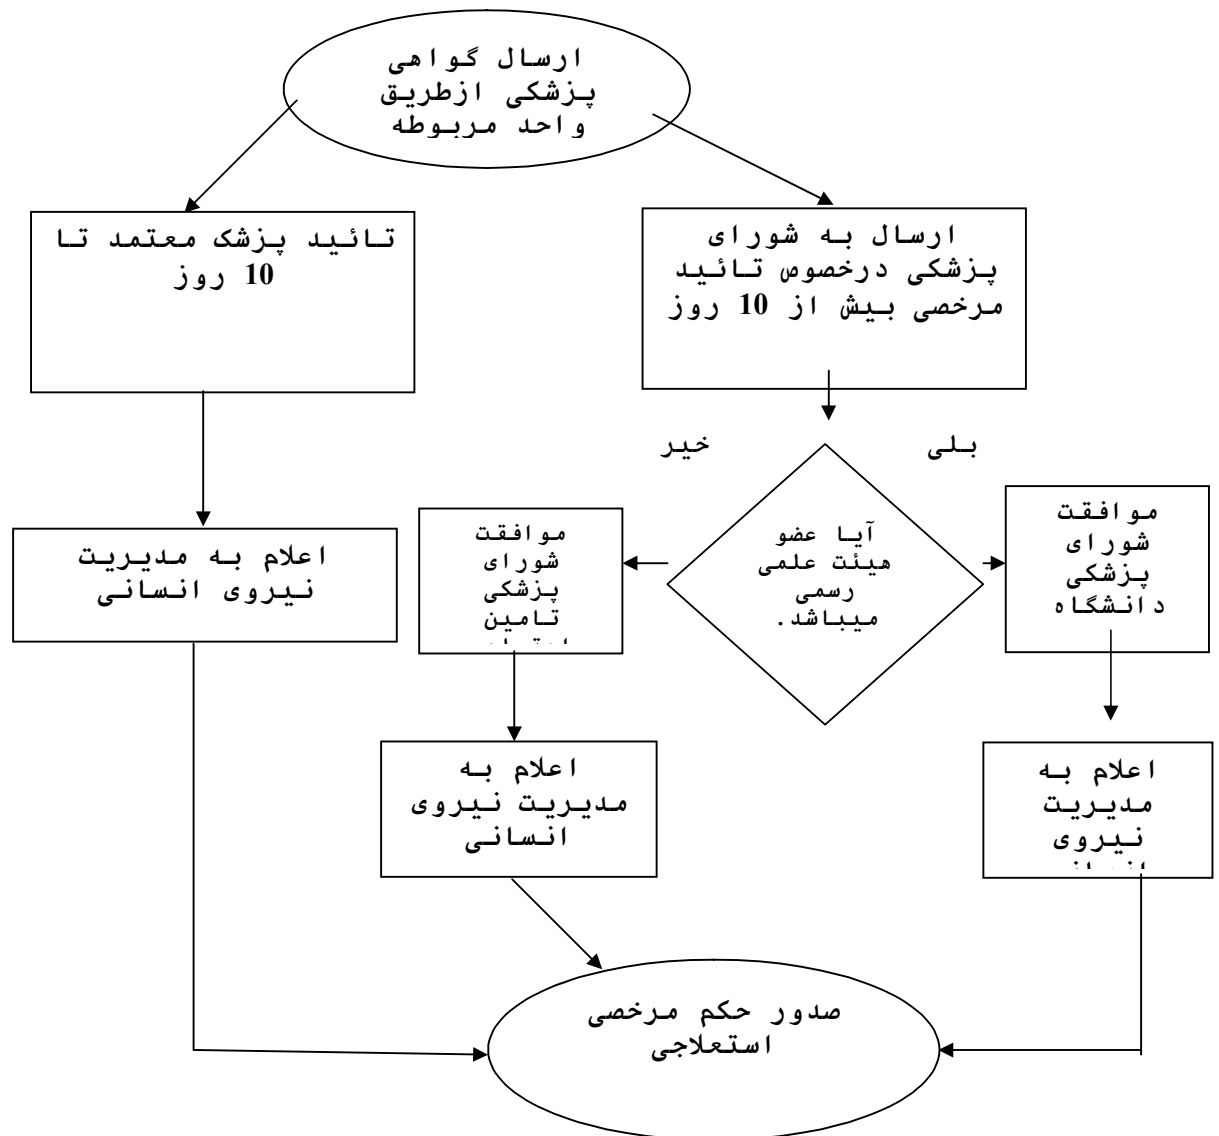 ارسال گواهی
پزشکی ازطریق
واحد مربوطه
ارسال به شورای
پزشکی درخصوص تائید
مرخصی بیش از 10 روز
تائید پزشک معتمد تا
10 روز
بلی
خیر
آیا عضو
هیئت علمی
رسمی
میباشد.
موافقت
شورای
پزشکی
دانشگاه
موافقت
شورای
پزشکی
تامین
اعلام به مدیریت
نیروی انسانی
اعلام به
مدیریت
نیروی
اعلام به
مدیریت نیروی
انسانی
صدور حکم مرخصی
استعلاجی